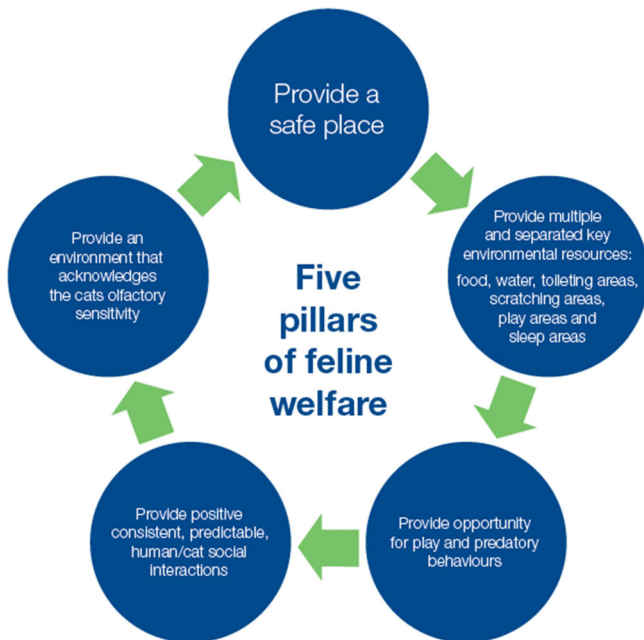 Five
pillars
of feline
welfare
Provide a
safe place
Provide multiple
and separated key
environmental resources:
food, water, toileting areas,
scratching areas,
play areas and
sleep areas
Provide opportunity
for play and predatory
behaviours
Provide positive
consistent, predictable,
human/cat social
interactions
Provide an
environment that
acknowledges
the cats olfactory
sensitivity